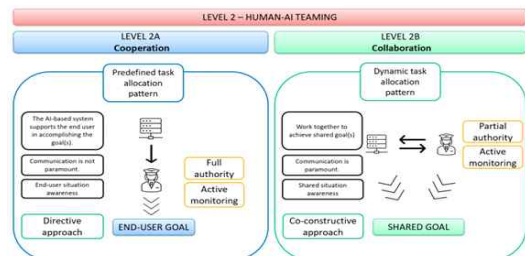 LEVEL 2 – HUMAN-AI TEAMING
LEVEL 2A
Cooperation
Predefined task
allocation
pattern
The AI-based system
supports the end user
in accomplishing the
goal(s).
Communication is not
paramount.
End-user situation
awareness
Full
authority
Active
monitoring
Directive
approach
END-USER GOAL
LEVEL 2B
Collaboration
Dynamic task
allocation
pattern
Work together to
achieve shared goal(s)
Communication is
paramount.
Shared situation
awareness
Partial
authority
Active
monitoring
Co-constructive
approach
SHARED GOAL